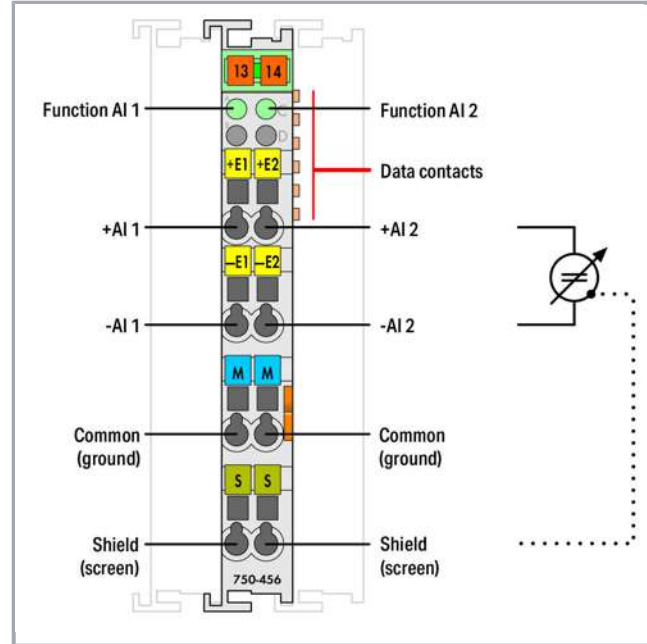 13 14
Function AI 1
Function AI 2
C
D
Data contacts
+E1 +E2
+AI 1
+AI 2
–E1 –E2
-AI 1
-AI 2
M M
Common
(ground)
Common
(ground)
S S
Shield
(screen)
Shield
(screen)
750-456